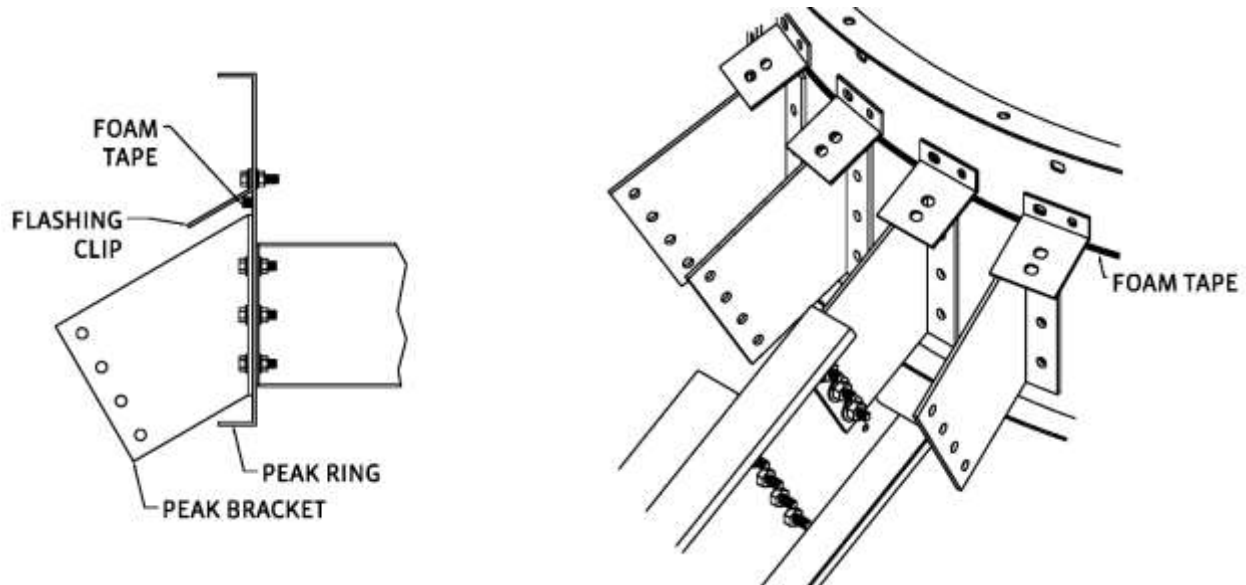 FOAM
TAPE
FLASHING
CLIP
PEAK RING
PEAK BRACKET
FOAM TAPE